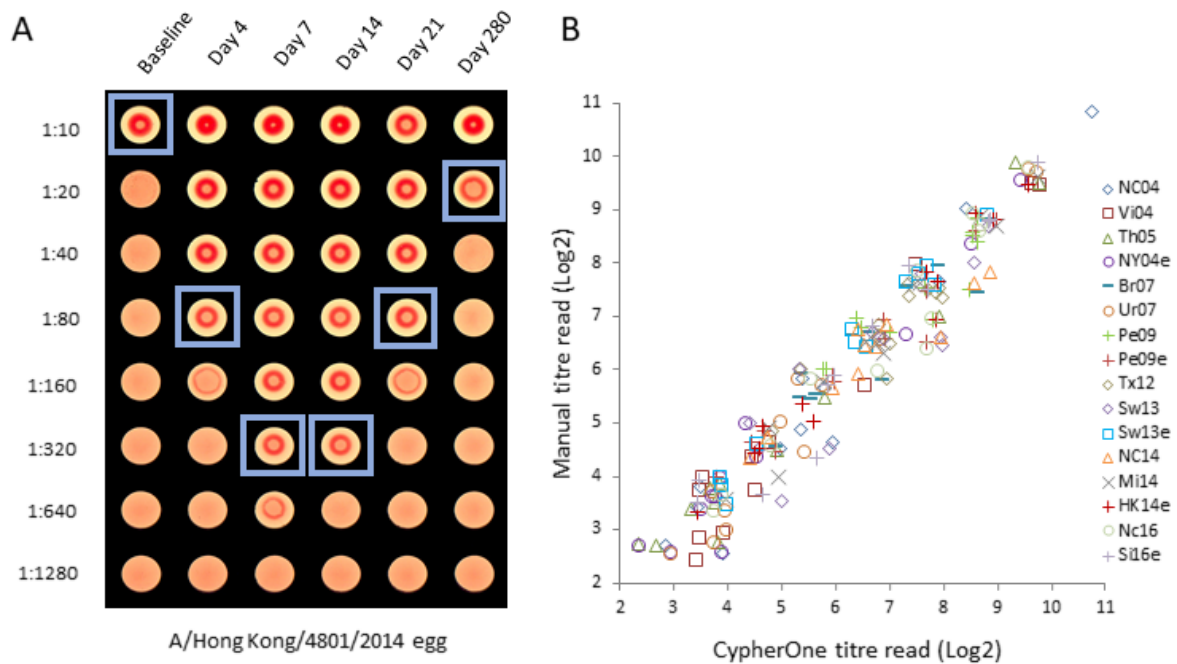 A
Baseline
Day 4
Day 7
Day 14
Day 21
Day 280
1:10
1:20
1:40
1:80
1:160
1:320
1:640
1:1280
A/Hong Kong/4801/2014 egg
B
Manual titre read (Log2)
11
10
9
8
7
6
5
4
3
2
2 3 4 5 6 7 8 9 10 11
CypherOne titre read (Log2)
NC04
Vi04
Th05
NY04e
Br07
Ur07
Pe09
Pe09e
Tx12
Sw13
Sw13e
NC14
Mi14
HK14e
Nc16
Si16e